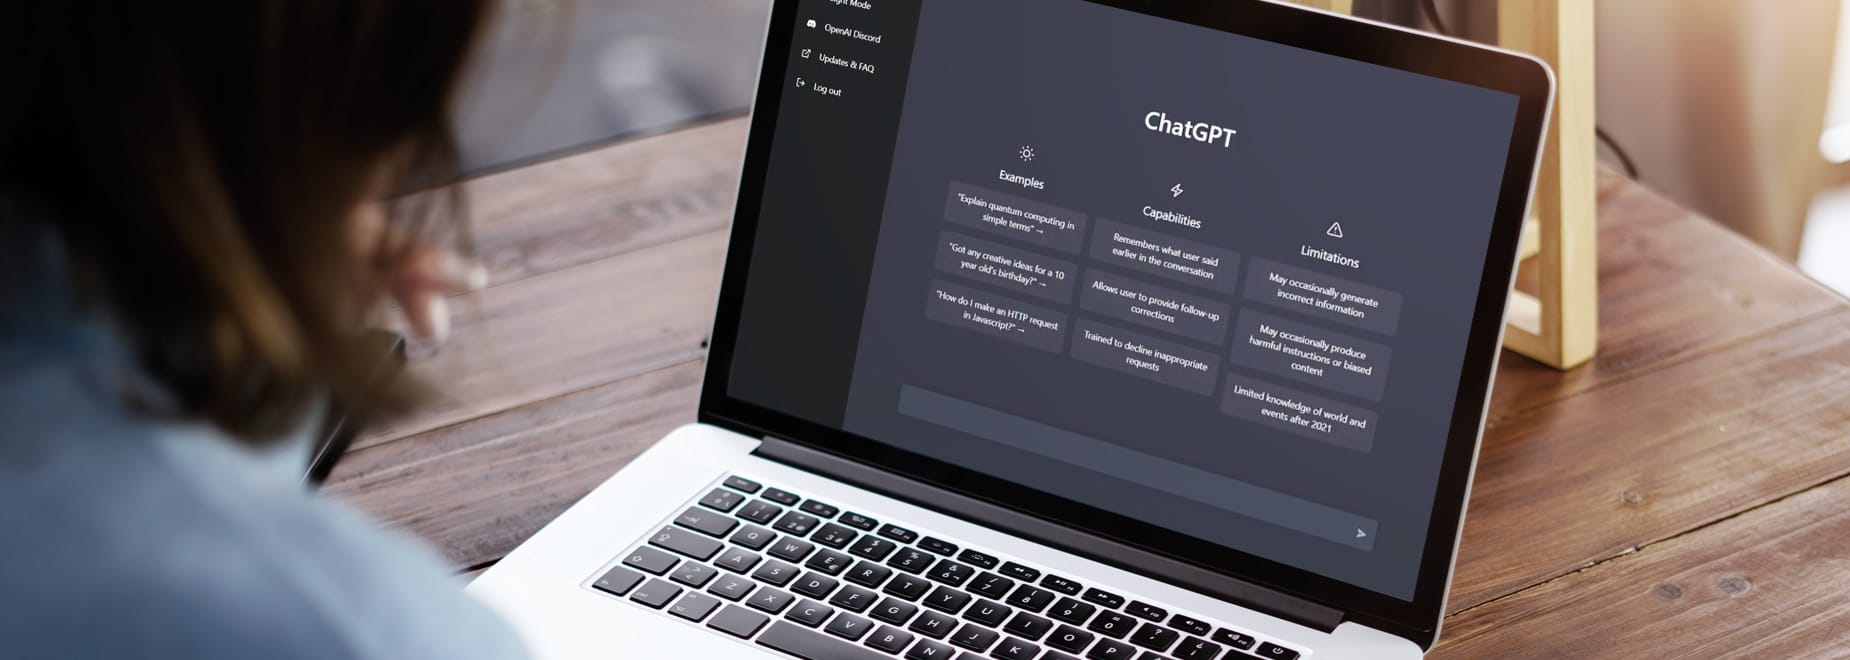 OpenAI Discord
Updates & FAQ
Log out
ChatGPT
Examples
"Explain quantum computing in
simple terms" →
"Got any creative ideas for a 10
year old's birthday?" →
"How do I make an HTTP request
in Javascript?" →
Capabilities
Remembers what user said
earlier in the conversation
Allows user to provide follow-up
corrections
Trained to decline inappropriate
requests
Limitations
May occasionally generate
incorrect information
May occasionally produce
harmful instructions or biased
content
Limited knowledge of world and
events after 2021
Q W E R T Y U I O P
A S D F G H J K
Z X C V B N